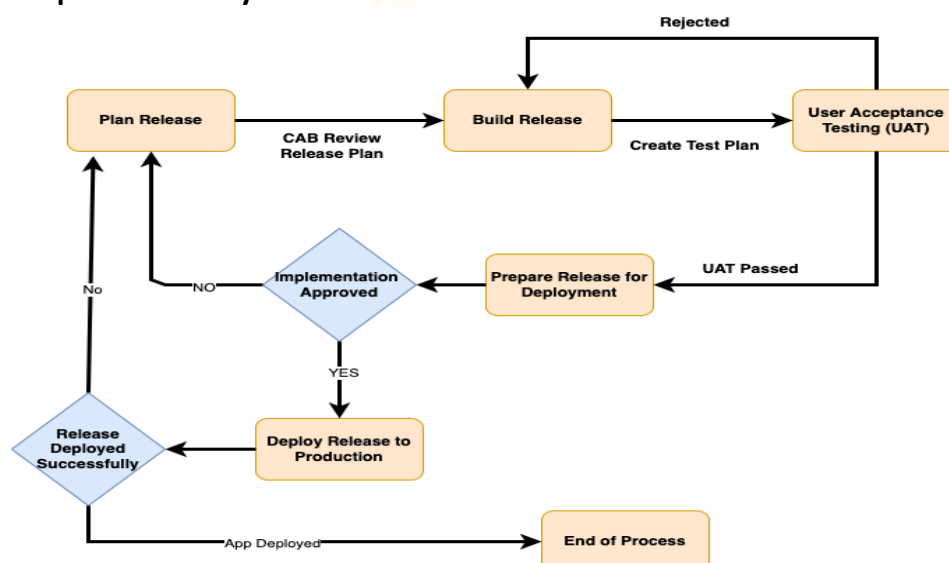 Rejected
Plan Release
CAB Review
Release Plan
Build Release
Create Test Plan
User Acceptance
Testing (UAT)
UAT Passed
Prepare Release for
Deployment
Implementation
Approved
NO
No
YES
Deploy Release to
Production
Release
Deployed
Successfully
App Deployed
End of Process